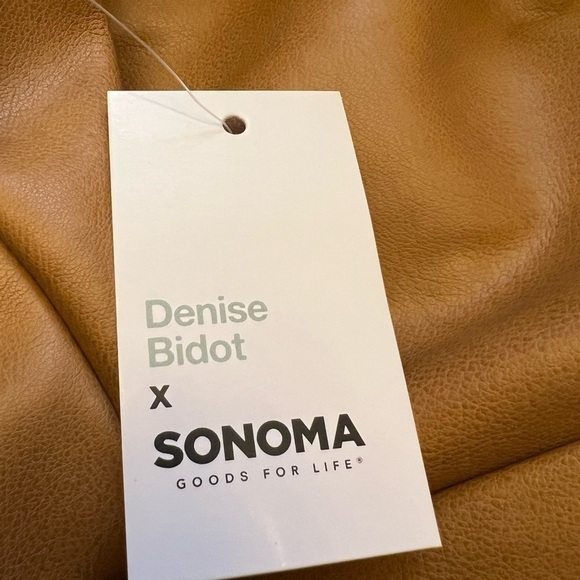 Denise
Bidot
x
SONOMA
GOODS FOR LIFE®